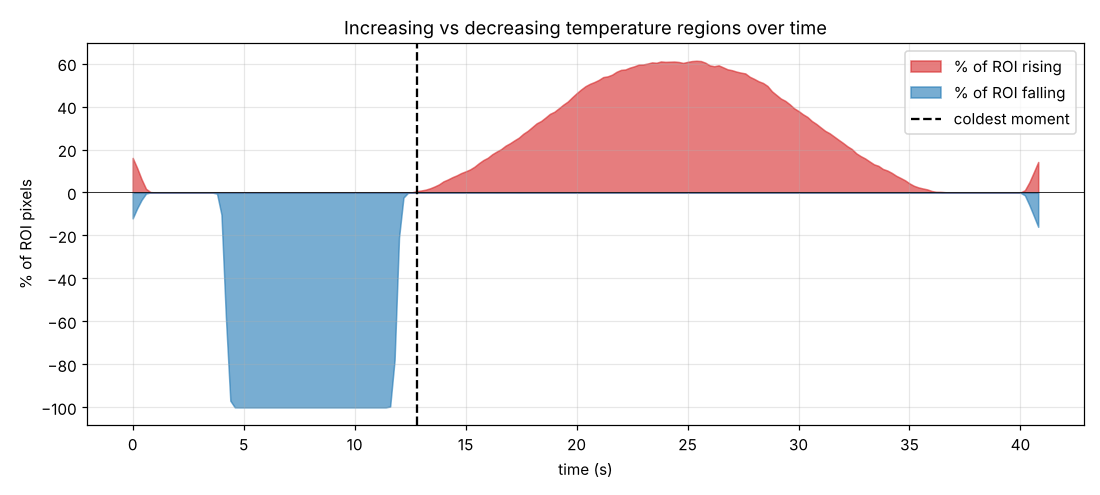 Increasing vs decreasing temperature regions over time
% of ROI rising
% of ROI falling
coldest moment
% of ROI pixels
60
40
20
0
−20
−40
−60
−80
−100
0 5 10 15 20 25 30 35 40
time (s)